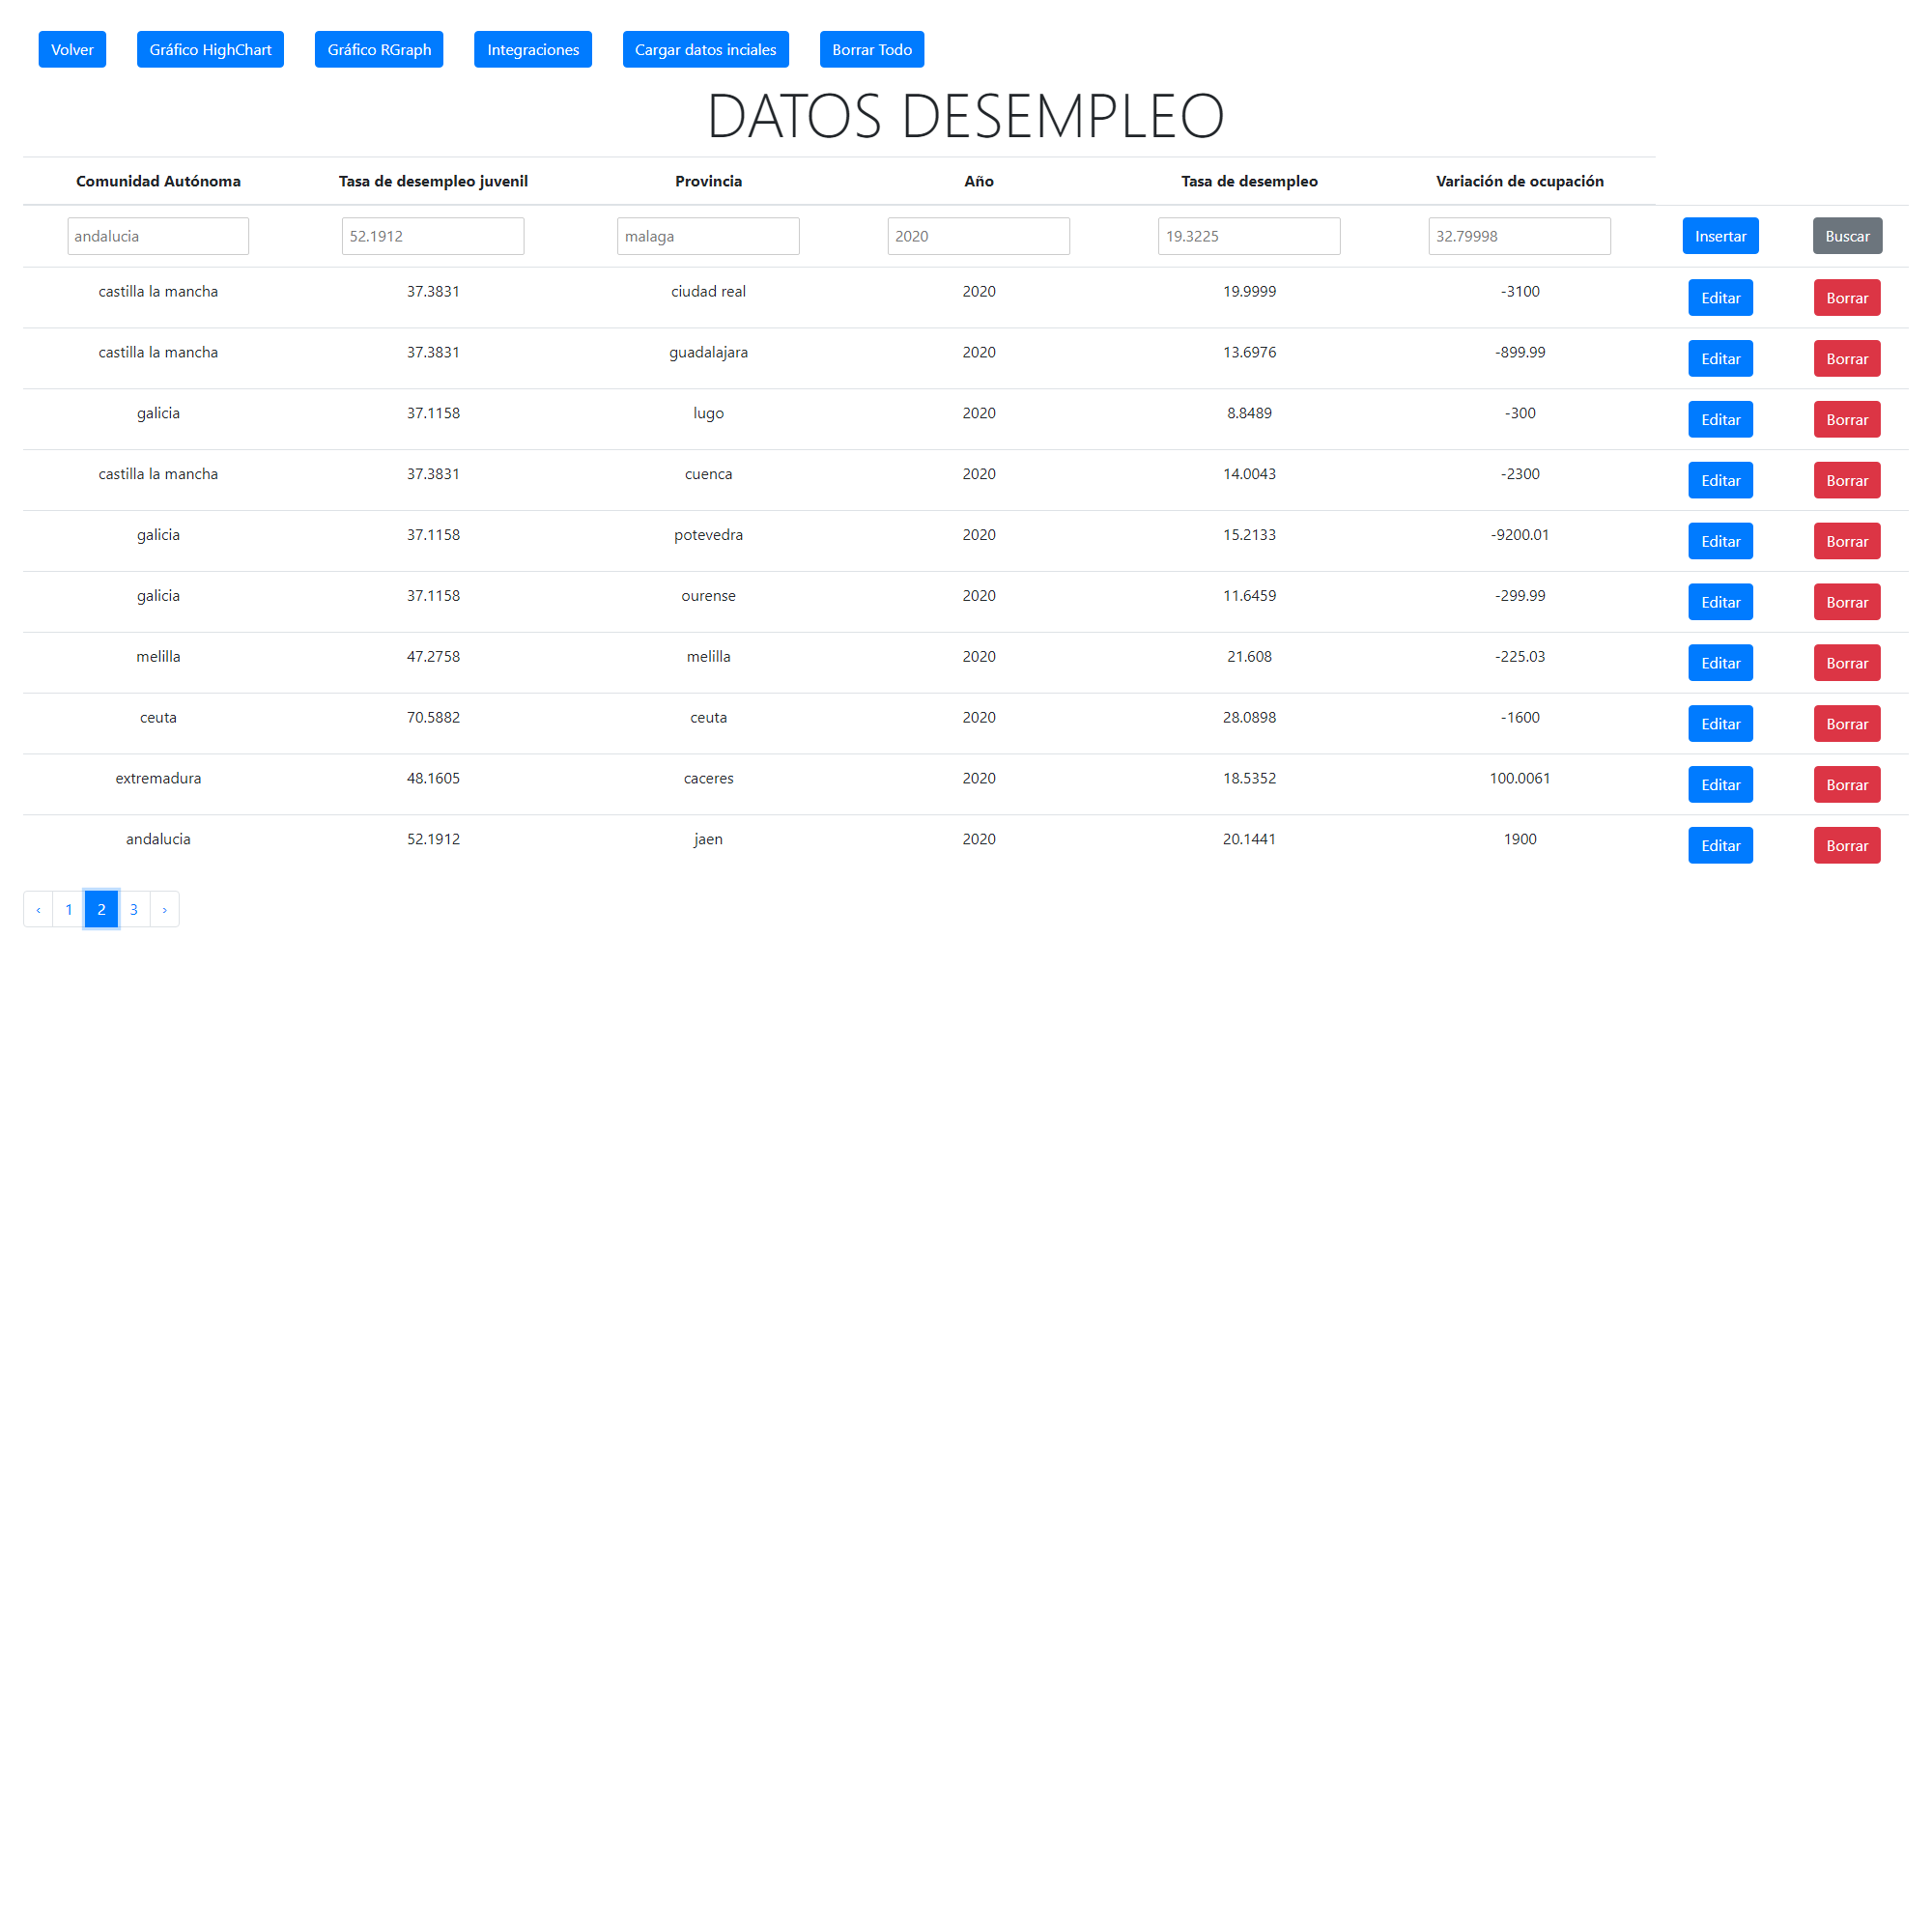 Volver Gráfico HighChart Gráfico RGraph Integraciones Cargar datos inciales Borrar Todo
DATOS DESEMPLEO
Comunidad Autónoma Tasa de desempleo juvenil Provincia Año Tasa de desempleo Variación de ocupación
andalucia 52.1912 malaga 2020 19.3225 32.79998 Insertar Buscar
castilla la mancha 37.3831 ciudad real 2020 19.9999 -3100 Editar Borrar
castilla la mancha 37.3831 guadalajara 2020 13.6976 -899.99 Editar Borrar
galicia 37.1158 lugo 2020 8.8489 -300 Editar Borrar
castilla la mancha 37.3831 cuenca 2020 14.0043 -2300 Editar Borrar
galicia 37.1158 potevedra 2020 15.2133 -9200.01 Editar Borrar
galicia 37.1158 ourense 2020 11.6459 -299.99 Editar Borrar
melilla 47.2758 melilla 2020 21.608 -225.03 Editar Borrar
ceuta 70.5882 ceuta 2020 28.0898 -1600 Editar Borrar
extremadura 48.1605 caceres 2020 18.5352 100.0061 Editar Borrar
andalucia 52.1912 jaen 2020 20.1441 1900 Editar Borrar
‹ 1 2 3 ›